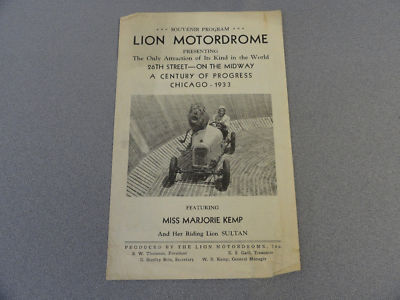 SOUVENIR PROGRAM
LION MOTORDROME
PRESENTING
The Only Attraction of Its Kind in the World
26TH STREET—ON THE MIDWAY
A CENTURY OF PROGRESS
CHICAGO - 1933
FEATURING
MISS MARJORIE KEMP
And Her Riding Lion SULTAN
PRODUCED BY THE LION MOTORDROME, Inc.
President
Secretary
W. B. Kemp, General Manager